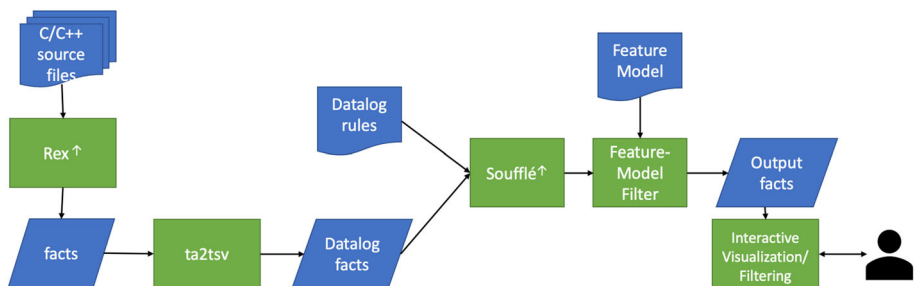 C/C++
source
files
Rex↑
facts
ta2tsv
Datalog
rules
Datalog
facts
Soufflé↑
Feature
Model
Feature-
Model
Filter
Output
facts
Interactive
Visualization/
Filtering